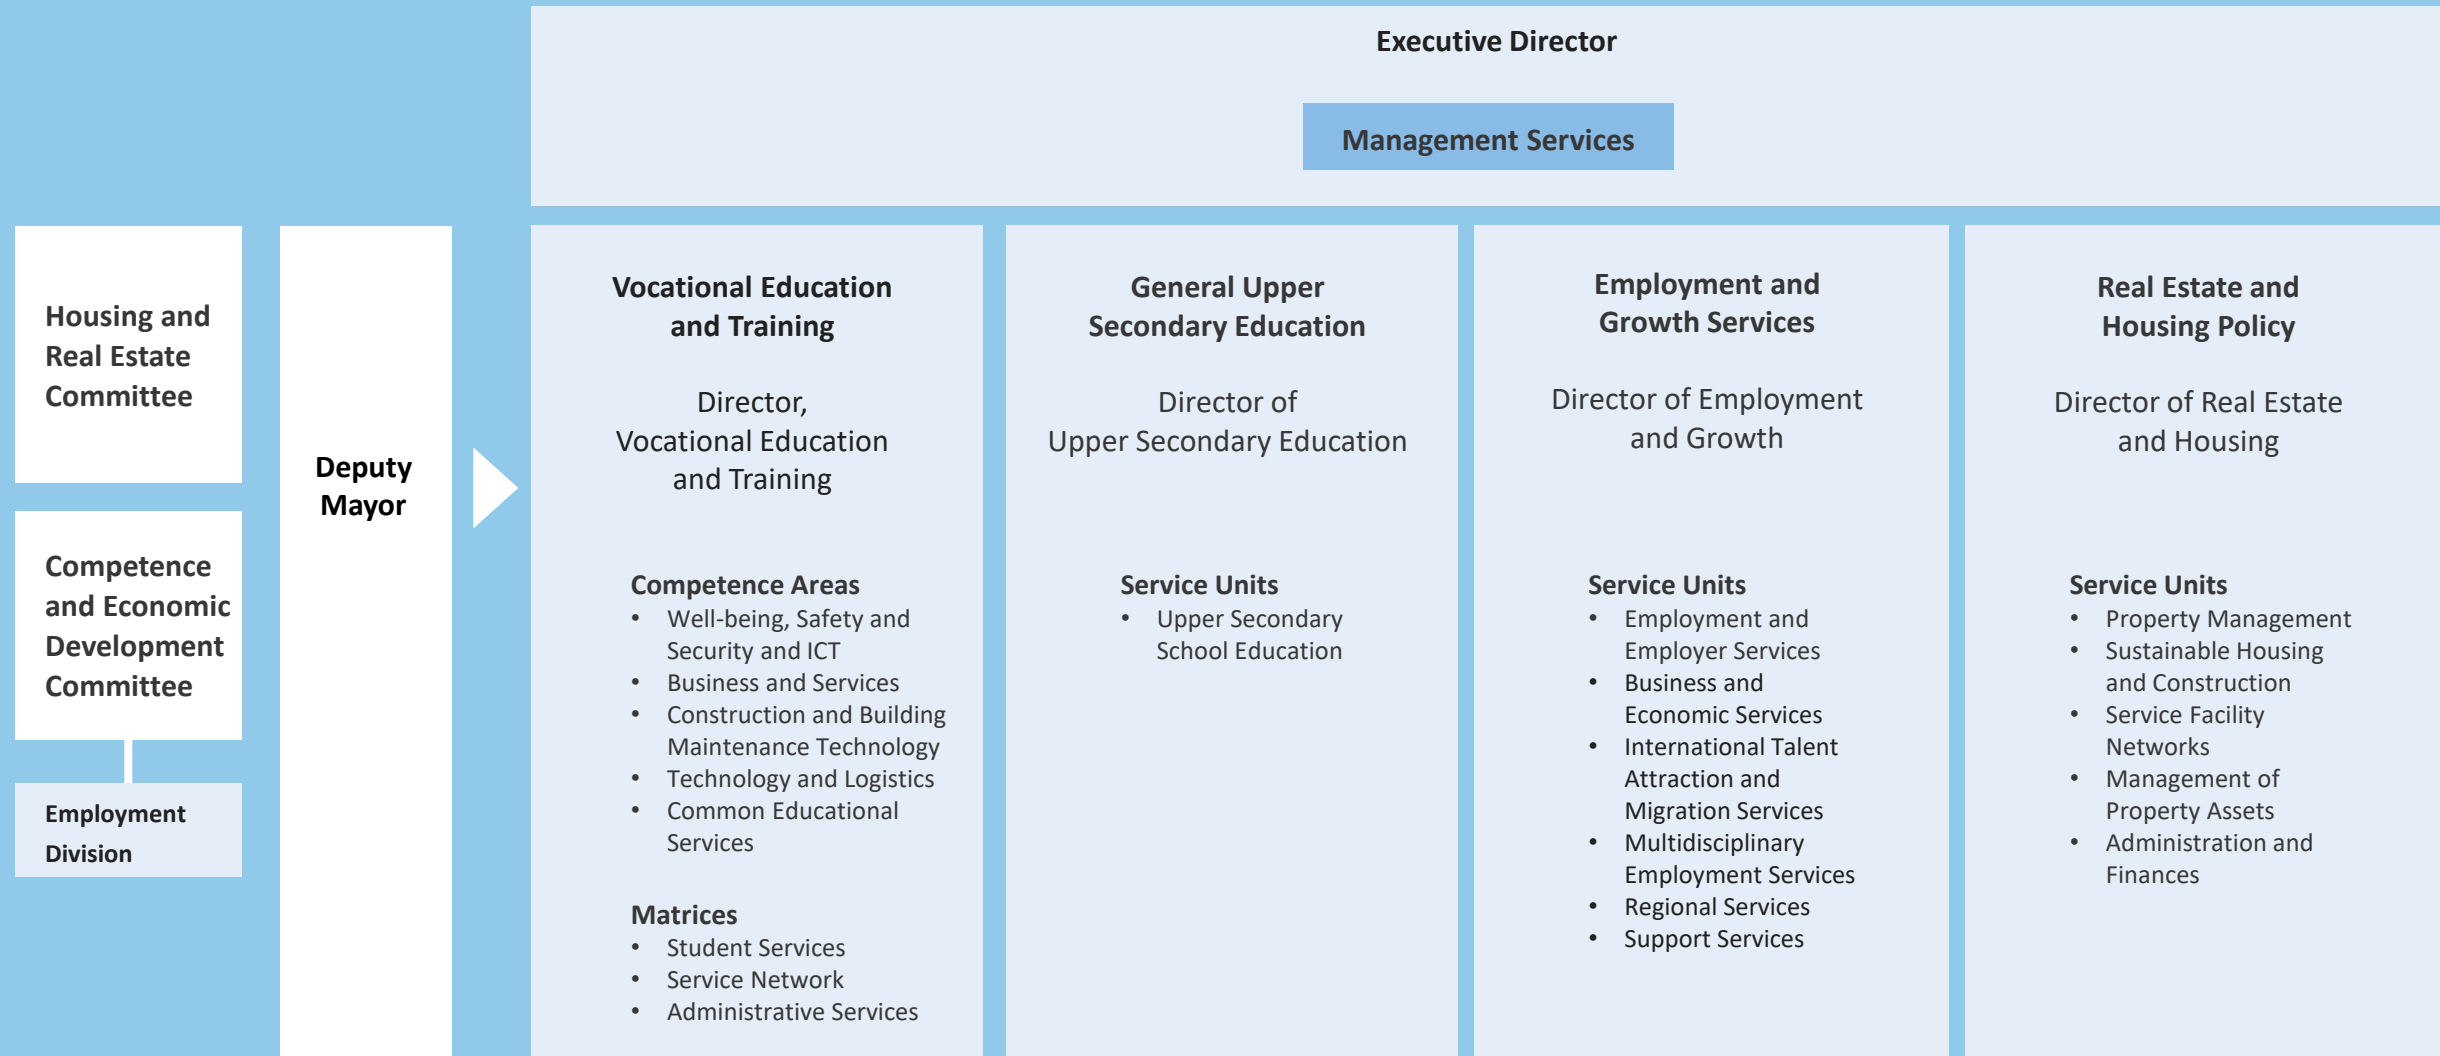 Executive Director
Management Services
Housing and
Real Estate
Committee
Competence
and Economic
Development
Committee
Employment
Division
Deputy
Mayor
Vocational Education
and Training
Director,
Vocational Education
and Training
Competence Areas
• Well-being, Safety and
Security and ICT
• Business and Services
• Construction and Building
Maintenance Technology
• Technology and Logistics
• Common Educational
Services
Matrices
• Student Services
• Service Network
• Administrative Services
General Upper
Secondary Education
Director of
Upper Secondary Education
Service Units
• Upper Secondary
School Education
Employment and
Growth Services
Director of Employment
and Growth
Service Units
• Employment and
Employer Services
• Business and
Economic Services
• International Talent
Attraction and
Migration Services
• Multidisciplinary
Employment Services
• Regional Services
• Support Services
Real Estate and
Housing Policy
Director of Real Estate
and Housing
Service Units
• Property Management
• Sustainable Housing
and Construction
• Service Facility
Networks
• Management of
Property Assets
• Administration and
Finances